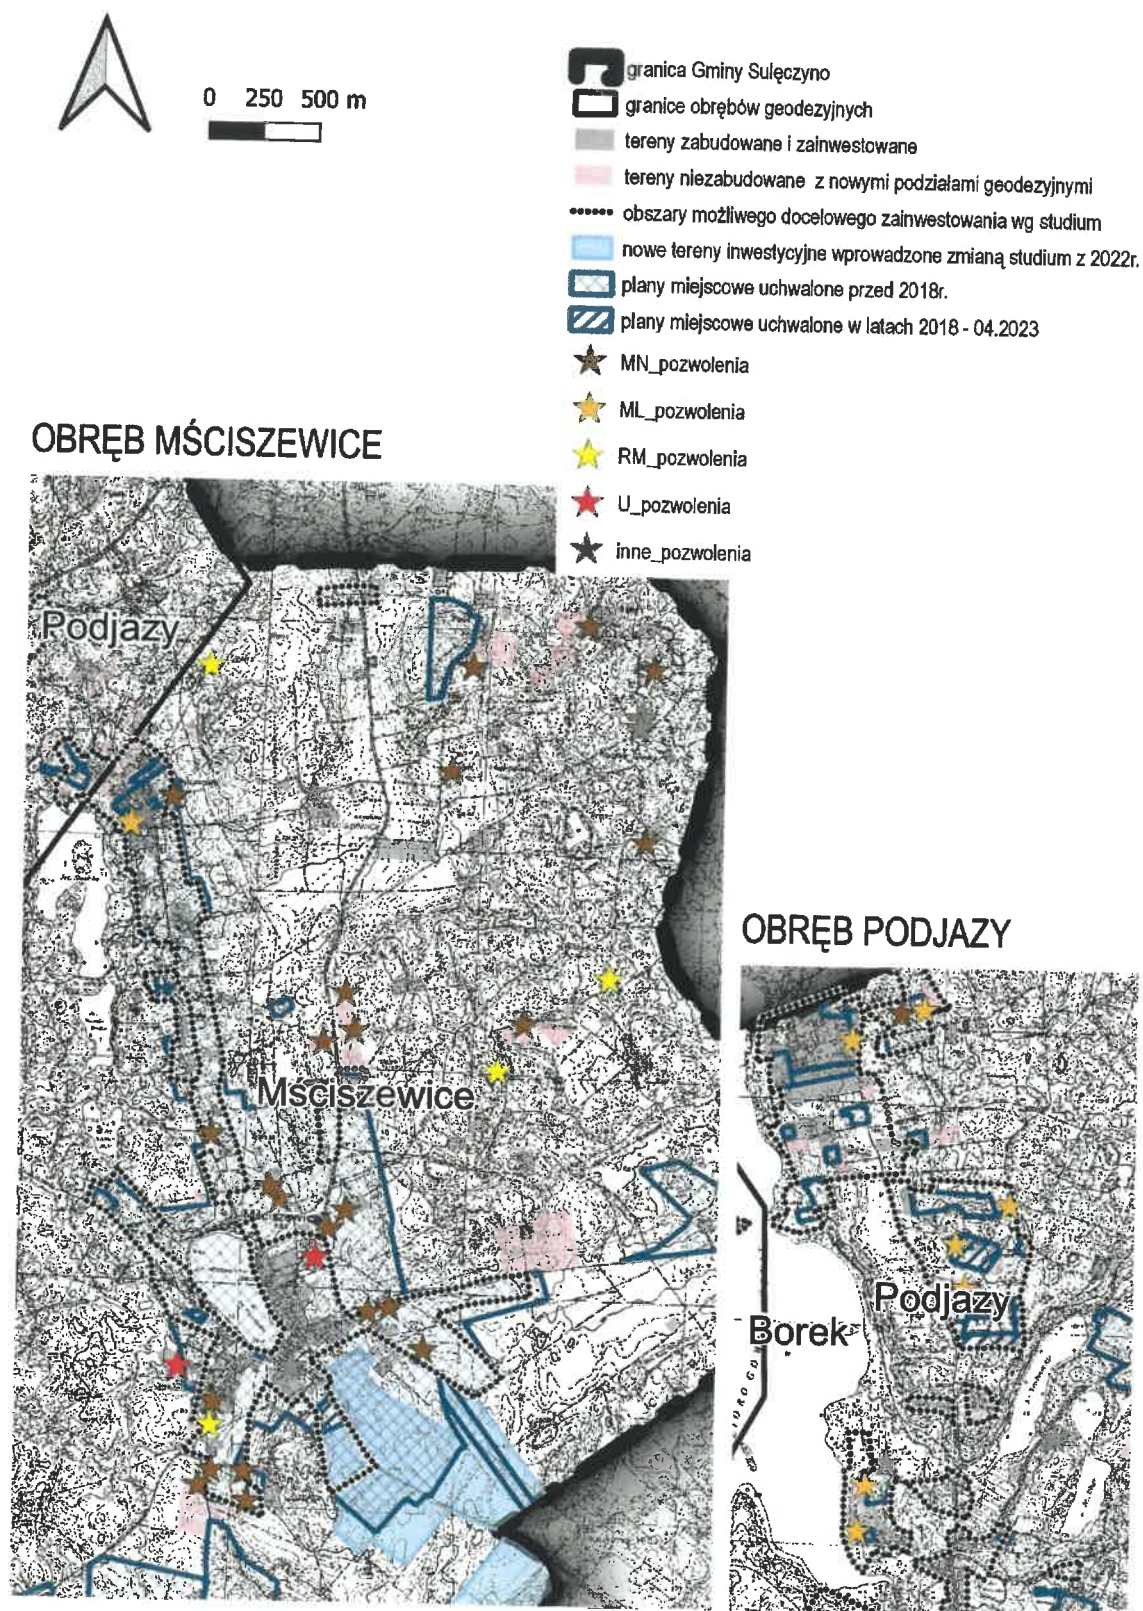 0 250 500 m
granica Gminy Sulęczyno
granice obrębów geodezyjnych
tereny zabudowane i zainwestowane
tereny niezabudowane z nowymi podziałami geodezyjnymi
obszary możliwego docelowego zainwestowania wg studium
nowe tereny inwestycyjne wprowadzone zmianą studium z 2022r.
plany miejscowe uchwalone przed 2018r.
plany miejscowe uchwalone w latach 2018 - 04.2023
MN_pozwolenia
ML_pozwolenia
RM_pozwolenia
U_pozwolenia
inne_pozwolenia
OBRĘB MŚCISZEWICE
Podjazy
Mściszewice
OBRĘB PODJAZY
Podjazy
Borek